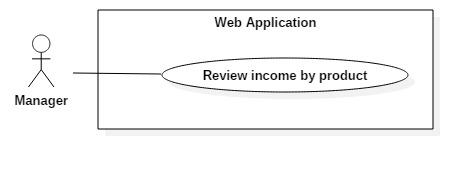 Web Application
Review income by product
Manager